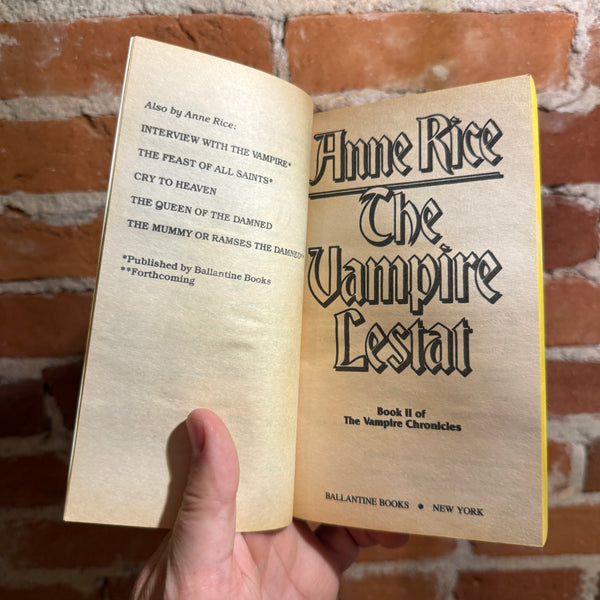 Also by Anne Rice:
INTERVIEW WITH THE VAMPIRE*
THE FEAST OF ALL SAINTS*
CRY TO HEAVEN
THE QUEEN OF THE DAMNED
THE MUMMY OR RAMSES THE DAMNED**
*Published by Ballantine Books
**Forthcoming
Anne Rice
The
Vampire
Lestat
Book II of
The Vampire Chronicles
BALLANTINE BOOKS • NEW YORK